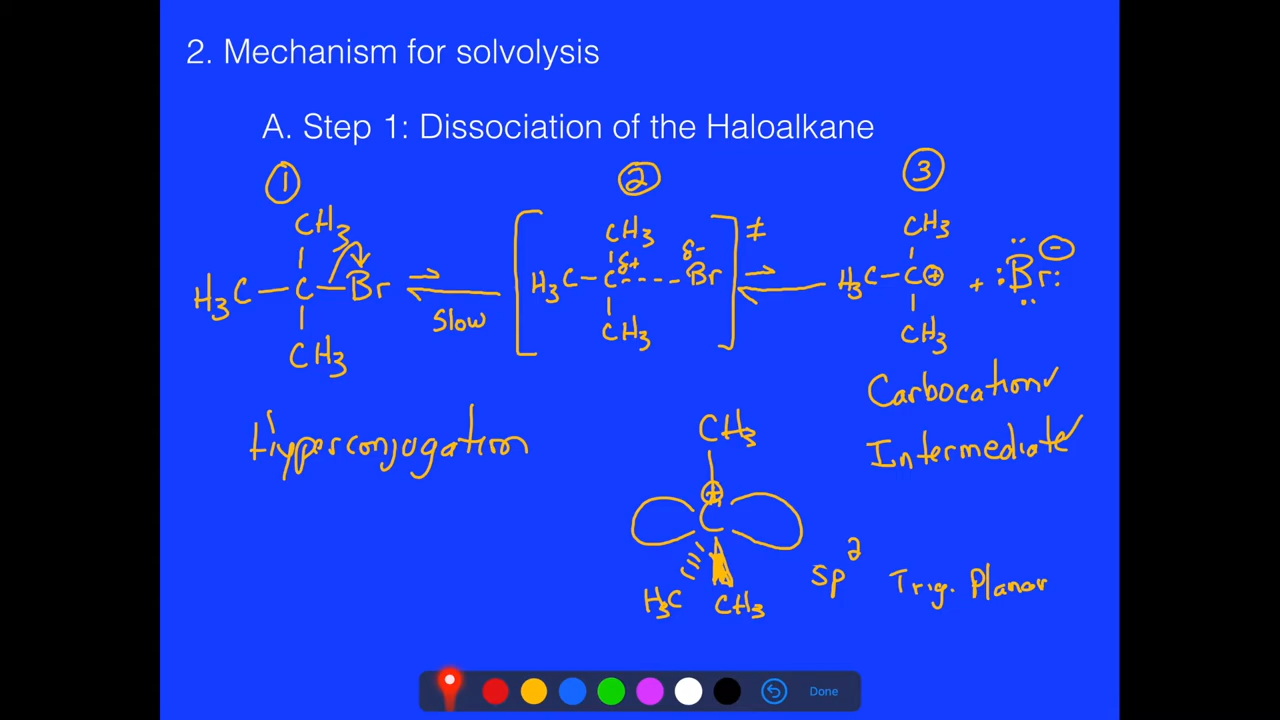 2. Mechanism for solvolysis
A. Step 1: Dissociation of the Haloalkane
1 2 3
CH3 CH3 ≠ CH3
H3C—C—Br H3C—C----Br H3C—C⊕ + :Br: ⊖
δ+ δ-
Slow
CH3 CH3 CH3
Carbocation ✓
Hyperconjugation
Intermediate ✓
CH3
⊕
C
H3C CH3
sp2 Trig. Planar
Done